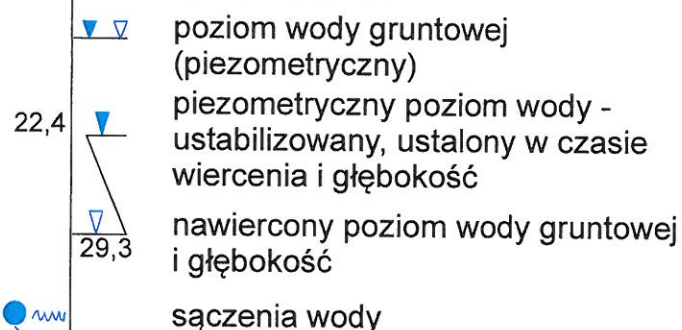 poziom wody gruntowej
(piezometryczny)
22,4
piezometryczny poziom wody -
ustabilizowany, ustalony w czasie
wiercenia i głębokość
nawiercony poziom wody gruntowej
29,3
i głębokość
sączenia wody